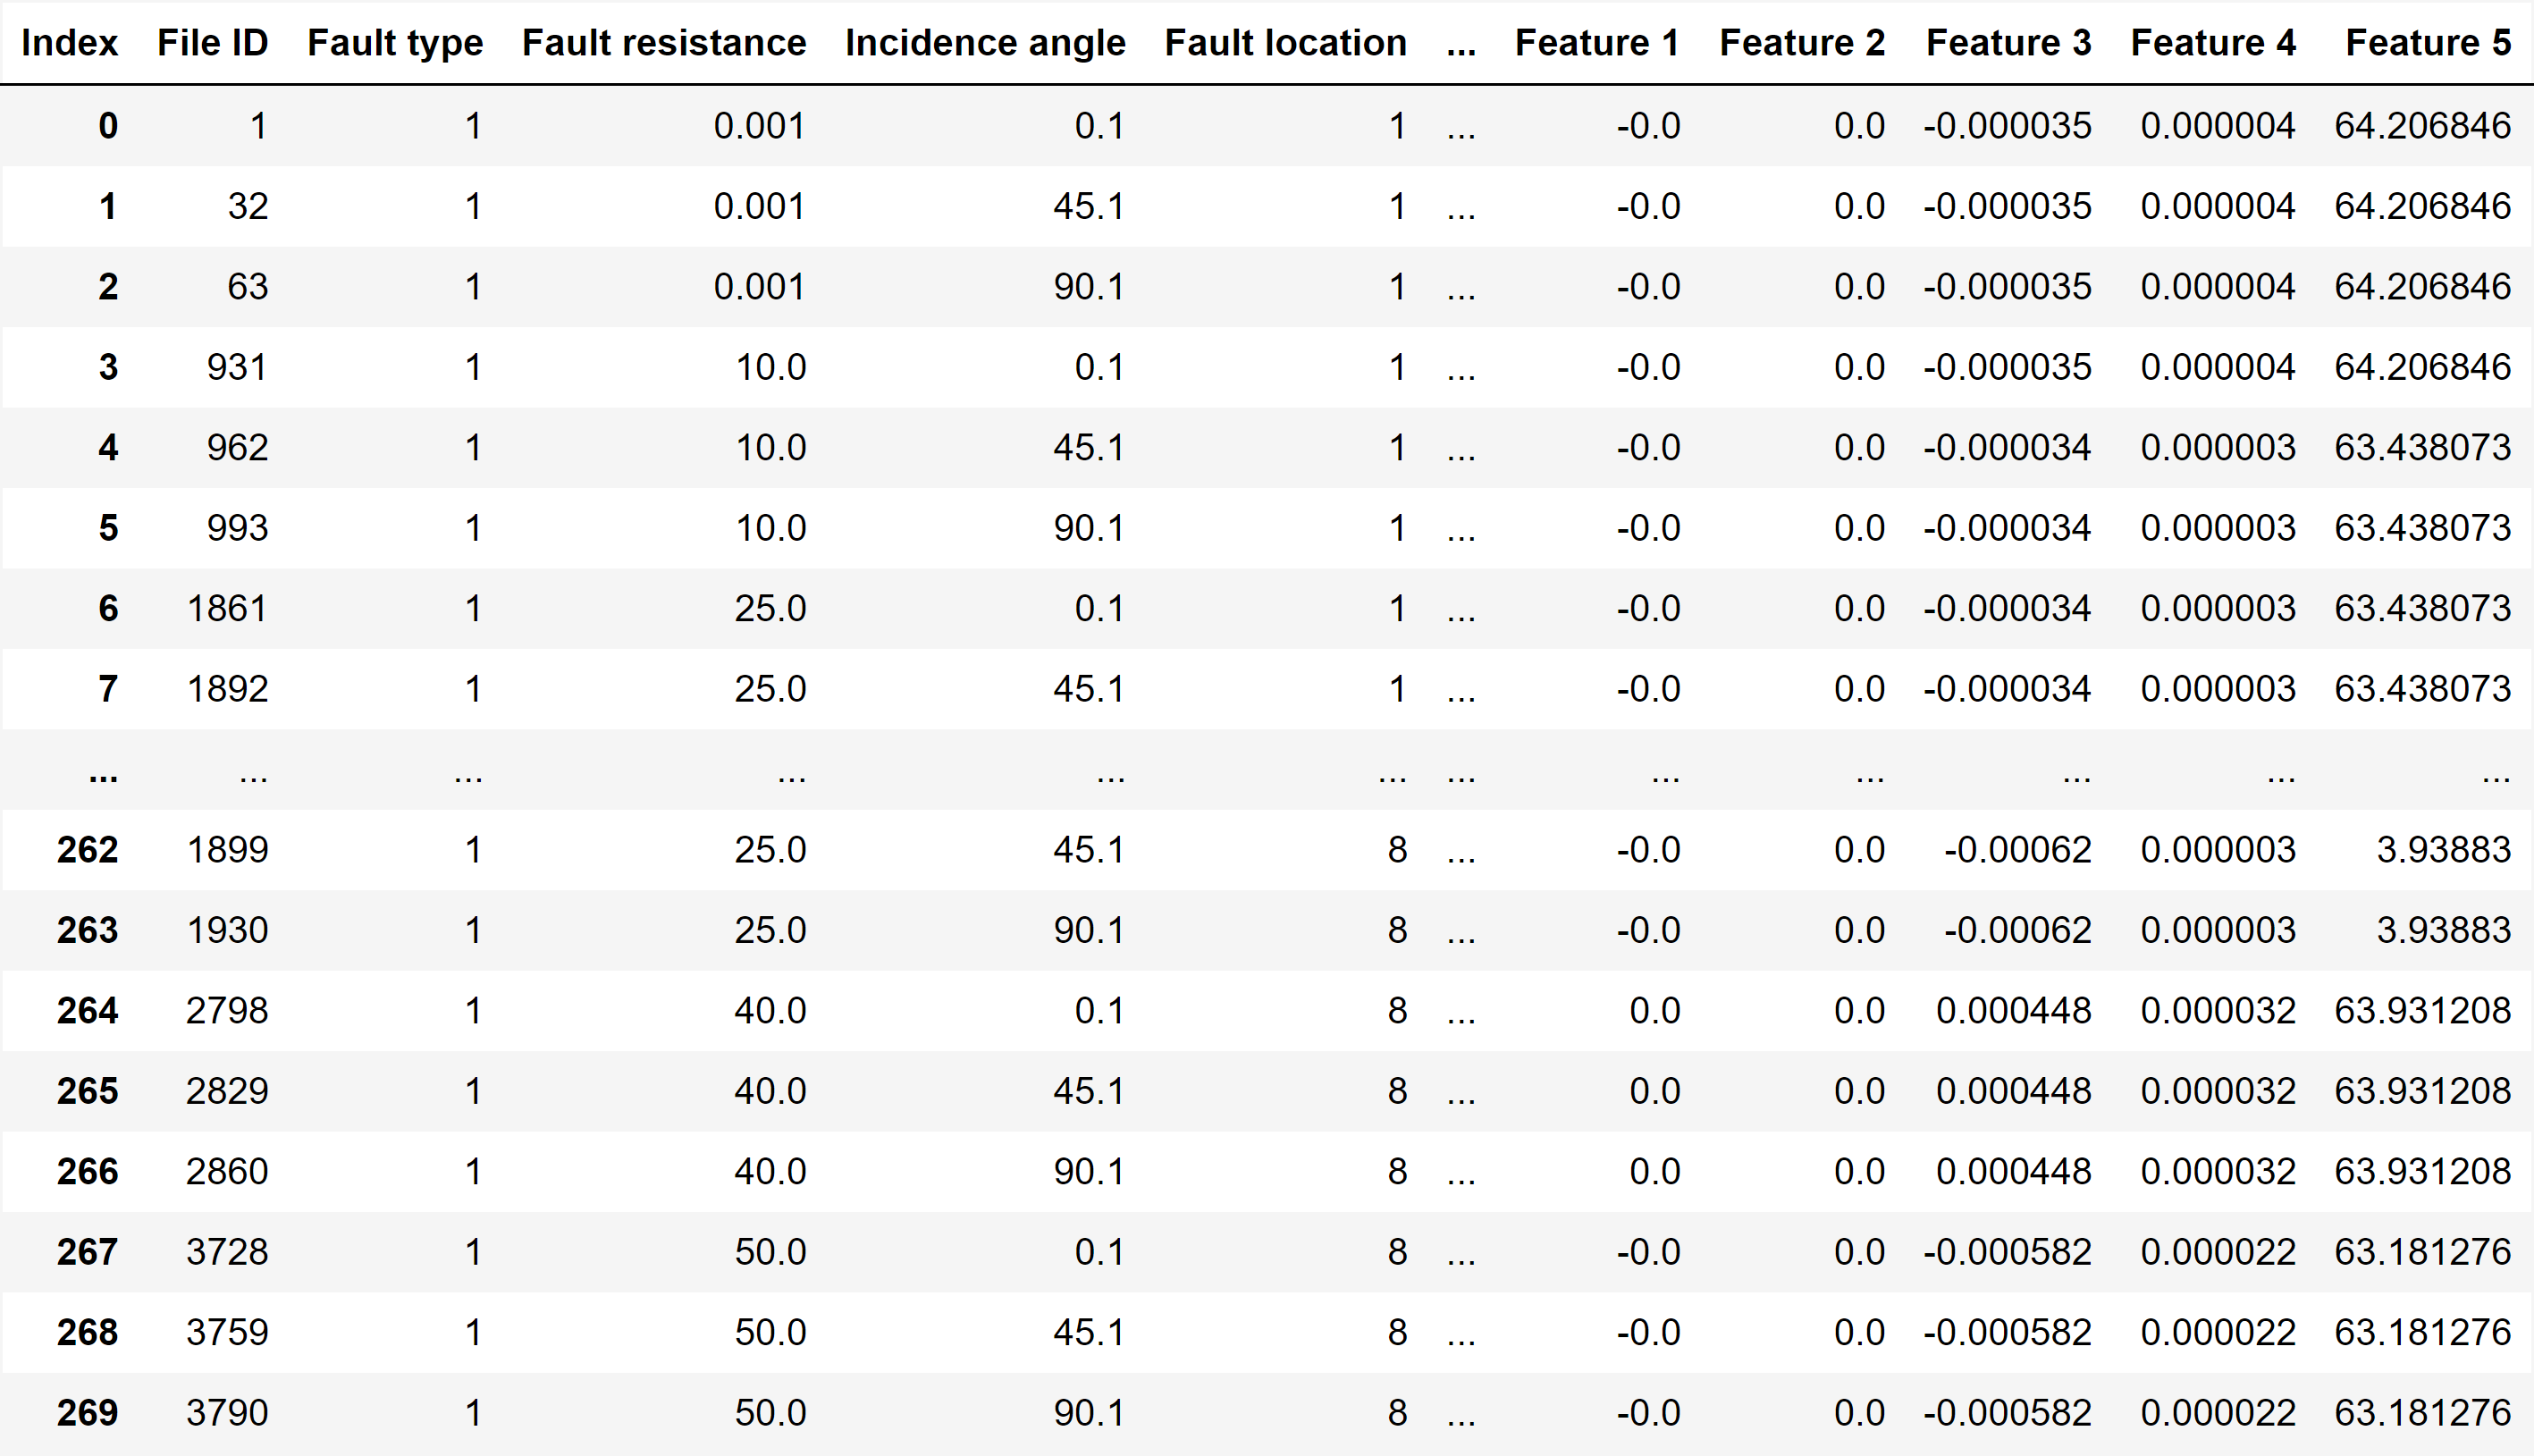 Index File ID Fault type Fault resistance Incidence angle Fault location ... Feature 1 Feature 2 Feature 3 Feature 4 Feature 5
0 1 1 0.001 0.1 1 ... -0.0 0.0 -0.000035 0.000004 64.206846
1 32 1 0.001 45.1 1 ... -0.0 0.0 -0.000035 0.000004 64.206846
2 63 1 0.001 90.1 1 ... -0.0 0.0 -0.000035 0.000004 64.206846
3 931 1 10.0 0.1 1 ... -0.0 0.0 -0.000035 0.000004 64.206846
4 962 1 10.0 45.1 1 ... -0.0 0.0 -0.000034 0.000003 63.438073
5 993 1 10.0 90.1 1 ... -0.0 0.0 -0.000034 0.000003 63.438073
6 1861 1 25.0 0.1 1 ... -0.0 0.0 -0.000034 0.000003 63.438073
7 1892 1 25.0 45.1 1 ... -0.0 0.0 -0.000034 0.000003 63.438073
... ... ... ... ... ... ... ... ... ... ... ...
262 1899 1 25.0 45.1 8 ... -0.0 0.0 -0.00062 0.000003 3.93883
263 1930 1 25.0 90.1 8 ... -0.0 0.0 -0.00062 0.000003 3.93883
264 2798 1 40.0 0.1 8 ... 0.0 0.0 0.000448 0.000032 63.931208
265 2829 1 40.0 45.1 8 ... 0.0 0.0 0.000448 0.000032 63.931208
266 2860 1 40.0 90.1 8 ... 0.0 0.0 0.000448 0.000032 63.931208
267 3728 1 50.0 0.1 8 ... -0.0 0.0 -0.000582 0.000022 63.181276
268 3759 1 50.0 45.1 8 ... -0.0 0.0 -0.000582 0.000022 63.181276
269 3790 1 50.0 90.1 8 ... -0.0 0.0 -0.000582 0.000022 63.181276